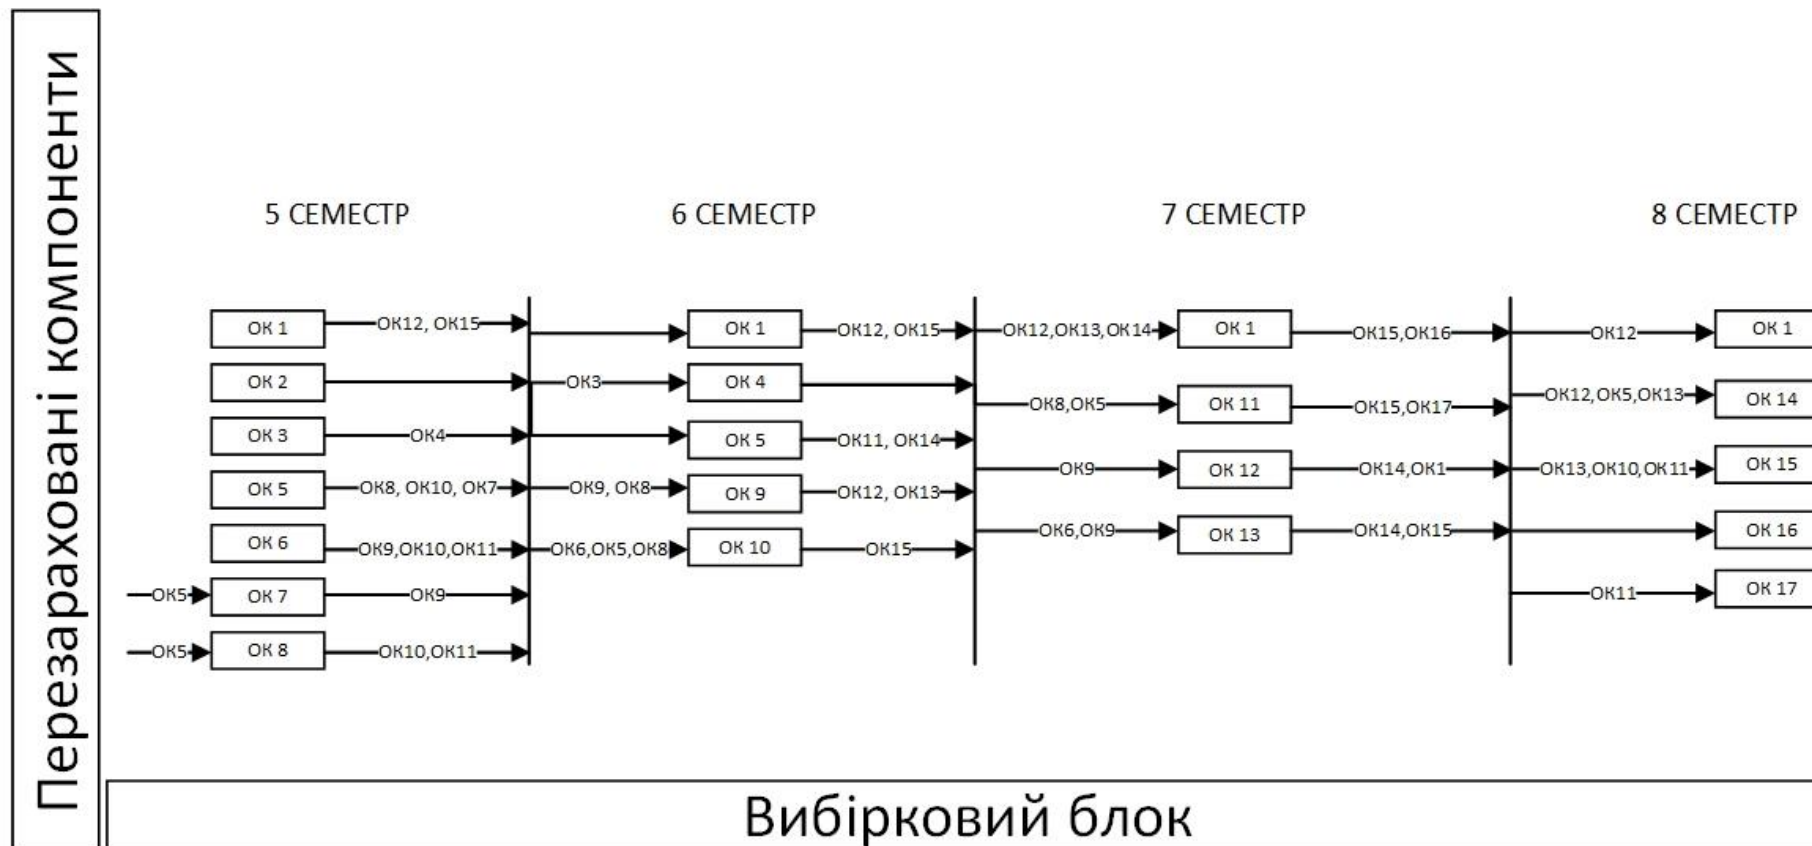 Перезараховані компоненти
5 СЕМЕСТР
6 СЕМЕСТР
7 СЕМЕСТР
8 СЕМЕСТР
ОК 1
ОК12, ОК15
ОК 1
ОК12, ОК15
ОК12,ОК13,ОК14
ОК 1
ОК15,ОК16
ОК12
ОК 1
ОК 2
ОК3
ОК 4
ОК8,ОК5
ОК 11
ОК15,ОК17
ОК12,ОК5,ОК13
ОК 14
ОК 3
ОК4
ОК 5
ОК11, ОК14
ОК9
ОК 12
ОК14,ОК1
ОК13,ОК10,ОК11
ОК 15
ОК 5
ОК8, ОК10, ОК7
ОК9, ОК8
ОК 9
ОК12, ОК13
ОК6,ОК9
ОК 13
ОК14,ОК15
ОК 16
ОК 6
ОК9,ОК10,ОК11
ОК6,ОК5,ОК8
ОК 10
ОК15
ОК11
ОК 17
ОК5
ОК 7
ОК9
ОК5
ОК 8
ОК10,ОК11
Вибірковий блок